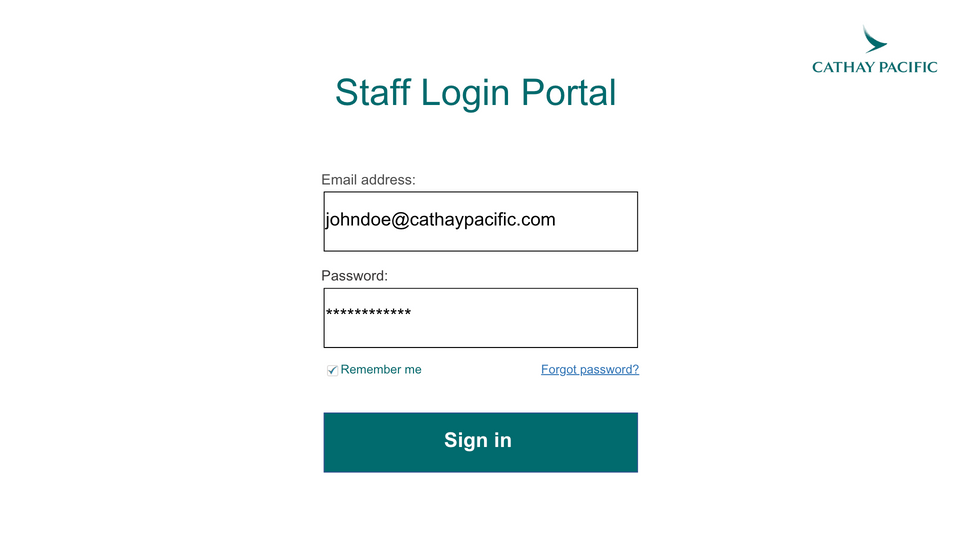 CATHAY PACIFIC
Staff Login Portal
Email address:
johndoe@cathaypacific.com
Password:
************
Remember me
Forgot password?
Sign in